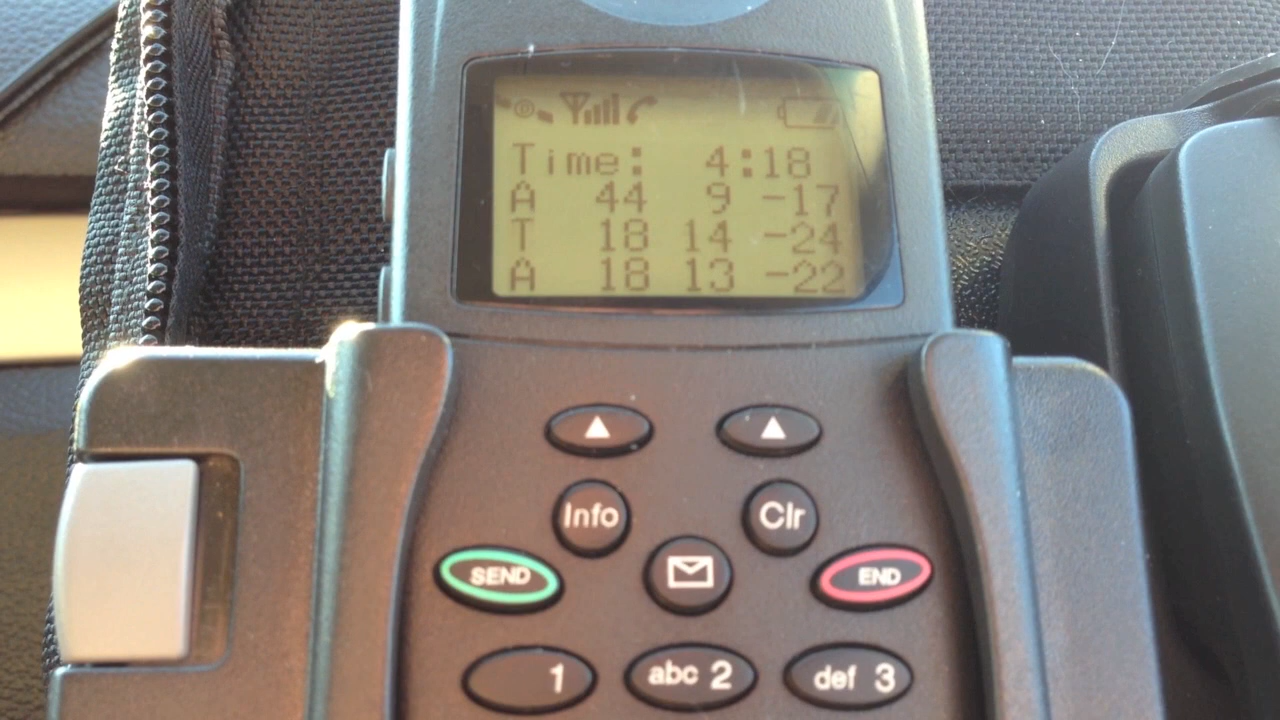 Time: 4:18
A 44 9 -17
T 18 14 -24
A 18 13 -22
Info Clr
SEND END
1 abc 2 def 3